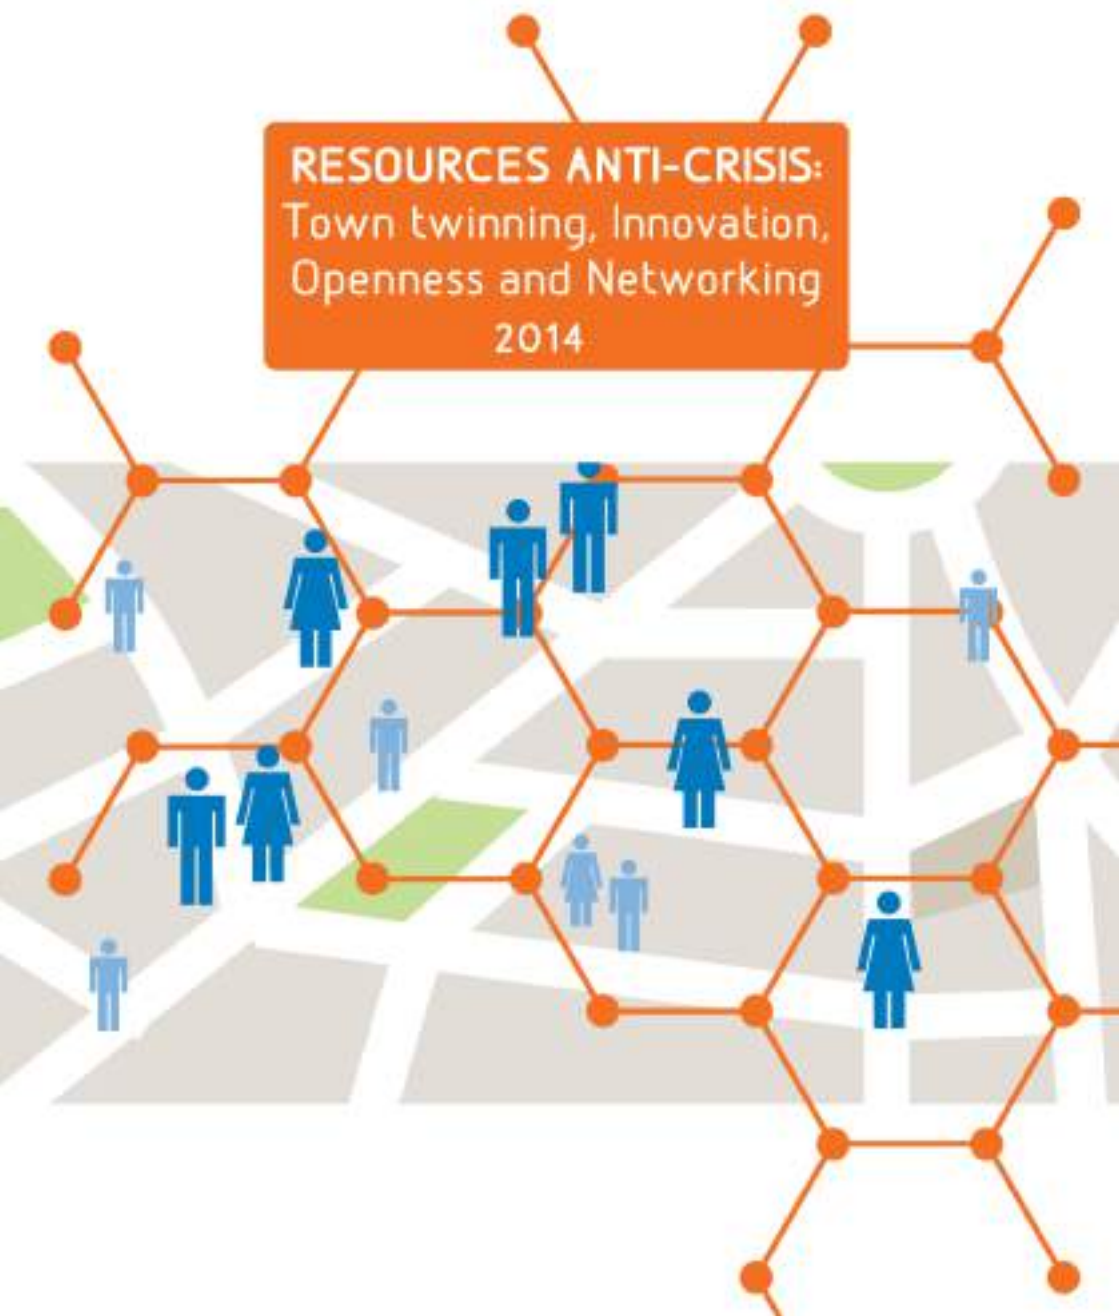 RESOURCES ANTI-CRISIS:
Town twinning, Innovation,
Openness and Networking
2014